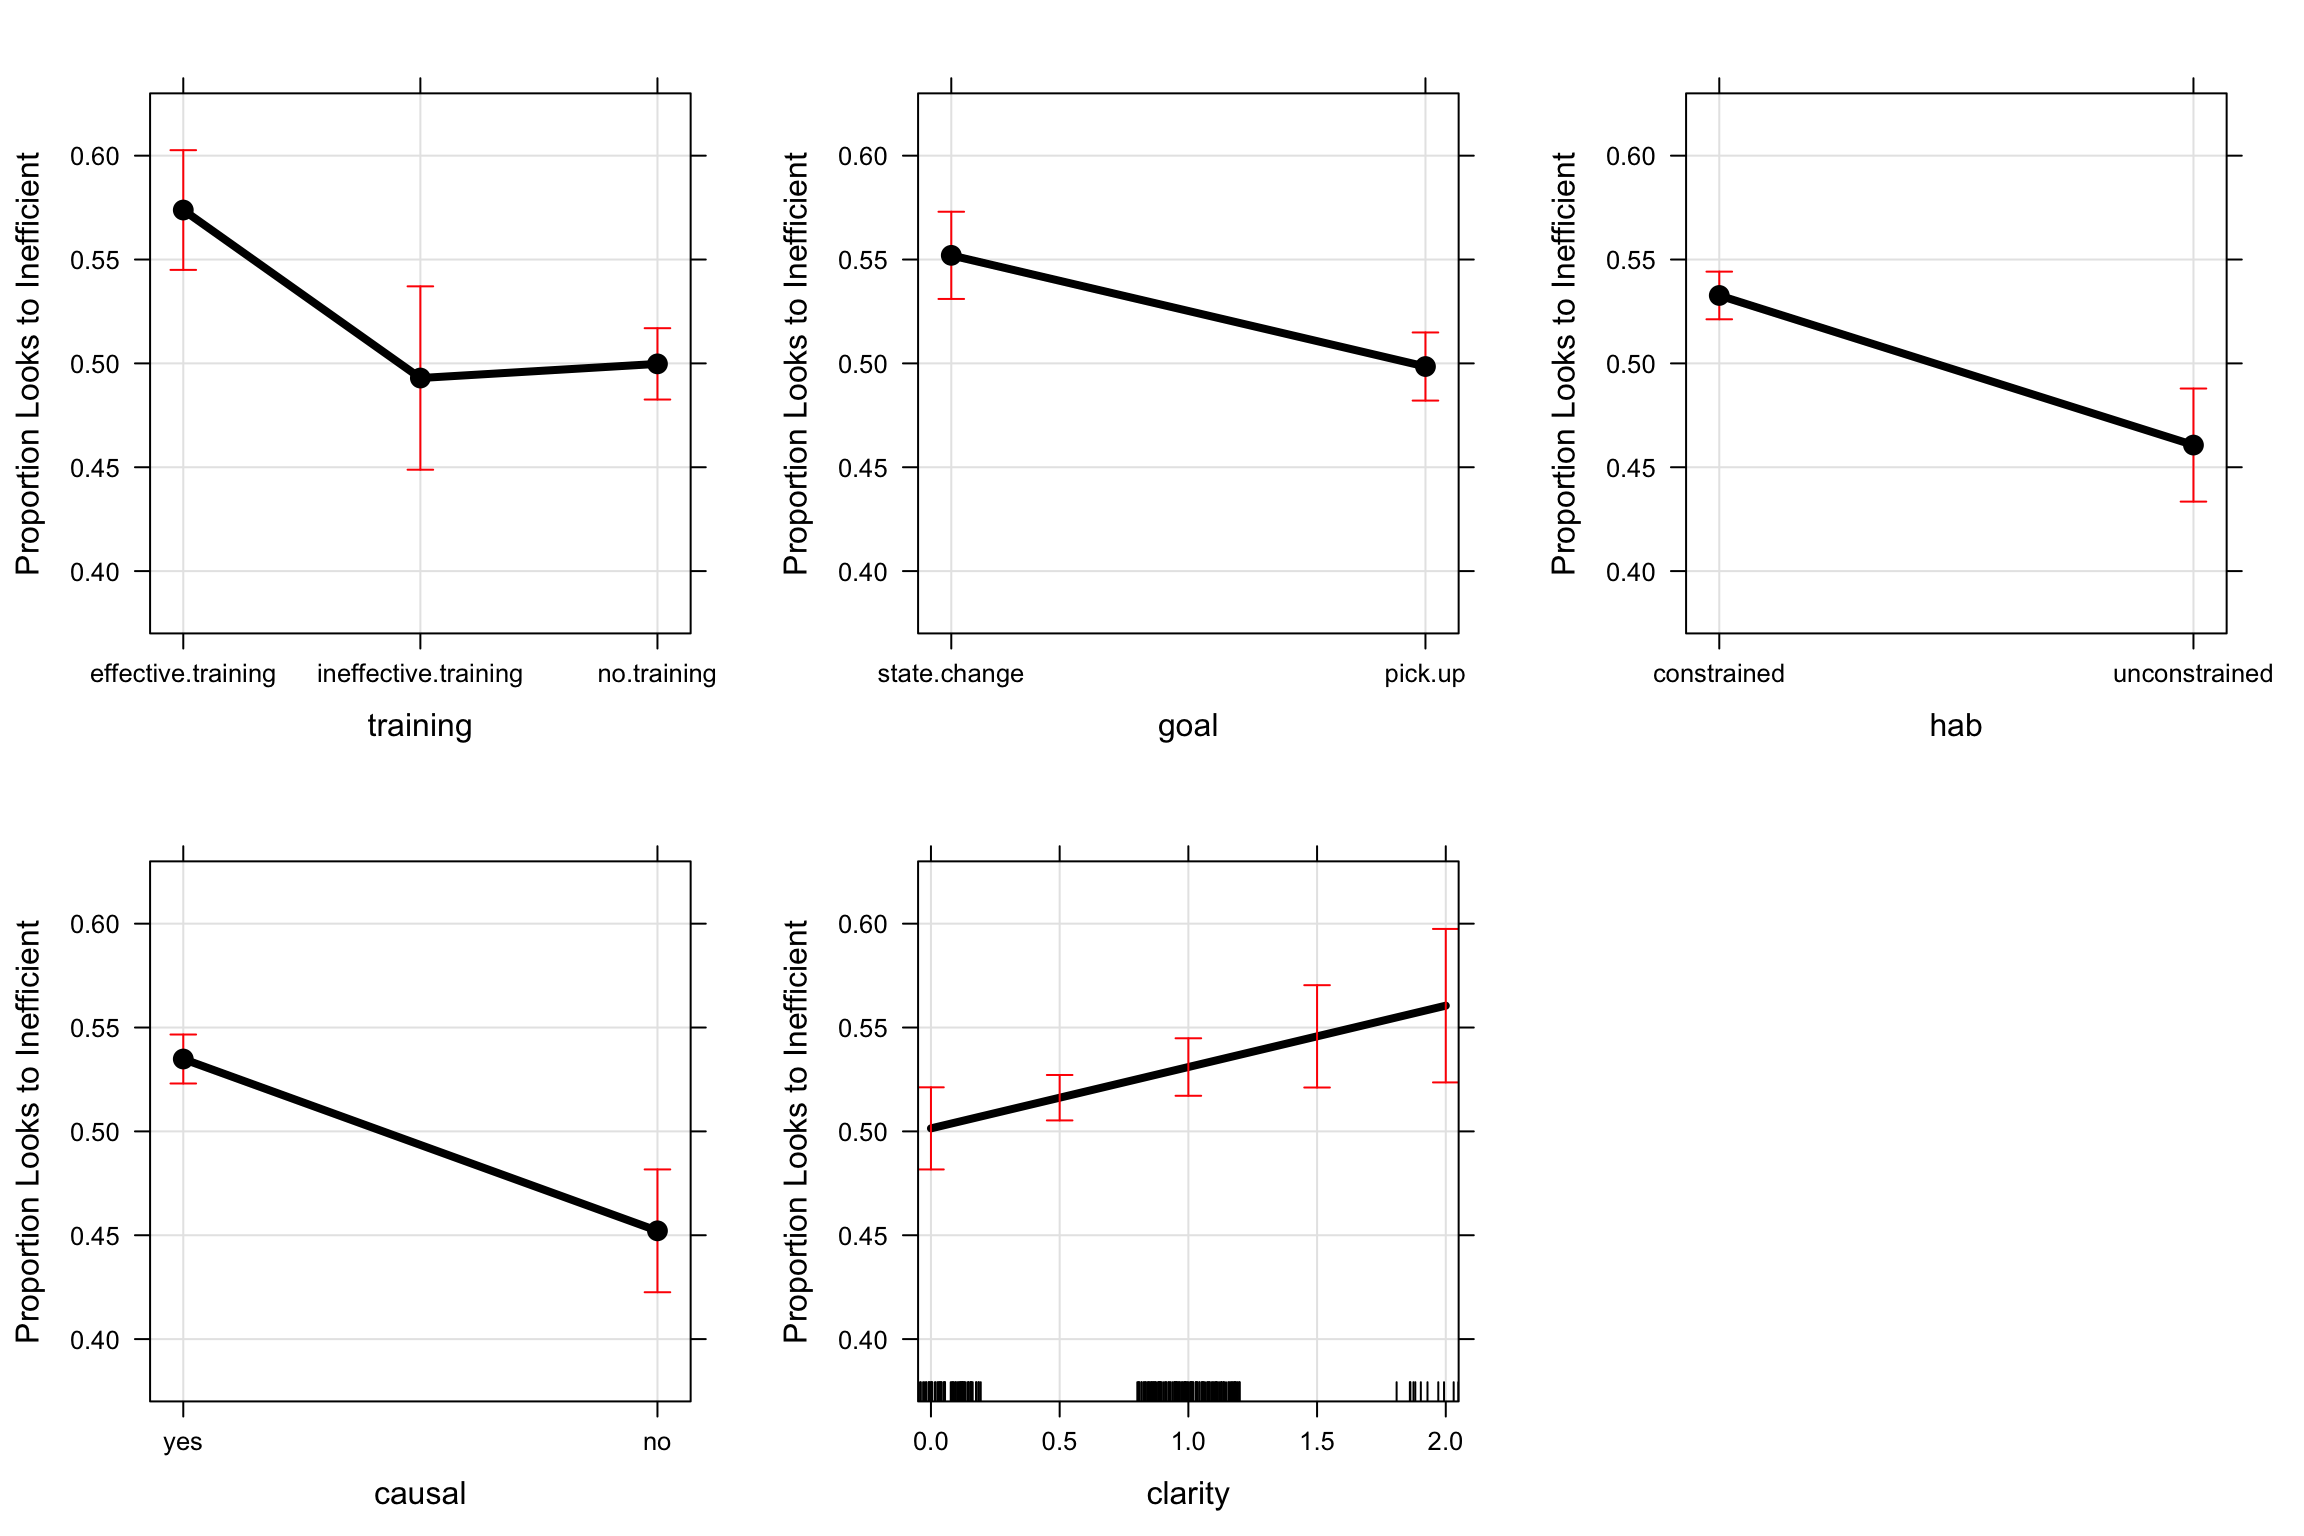 Proportion Looks to Inefficient
0.60
0.55
0.50
0.45
0.40
effective.training ineffective.training no.training
training
Proportion Looks to Inefficient
0.60
0.55
0.50
0.45
0.40
state.change pick.up
goal
Proportion Looks to Inefficient
0.60
0.55
0.50
0.45
0.40
constrained unconstrained
hab
Proportion Looks to Inefficient
0.60
0.55
0.50
0.45
0.40
yes no
causal
Proportion Looks to Inefficient
0.60
0.55
0.50
0.45
0.40
0.0 0.5 1.0 1.5 2.0
clarity